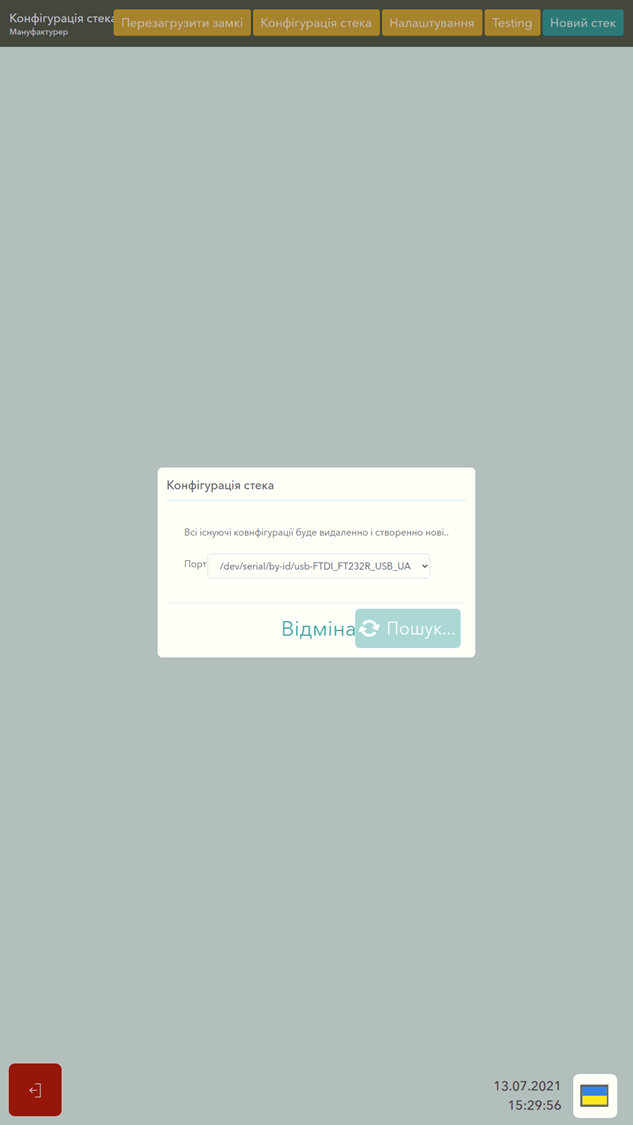 Конфігурація стека
Мануфактурер
Перезагрузити замкі
Конфігурація стека
Налаштування
Testing
Новий стек
Конфігурація стека
Всі існуючі ковнфігурації буде видаленно і створенно нові..
Порт
/dev/serial/by-id/usb-FTDI_FT232R_USB_UA
Відміна
Пошук...
13.07.2021
15:29:56